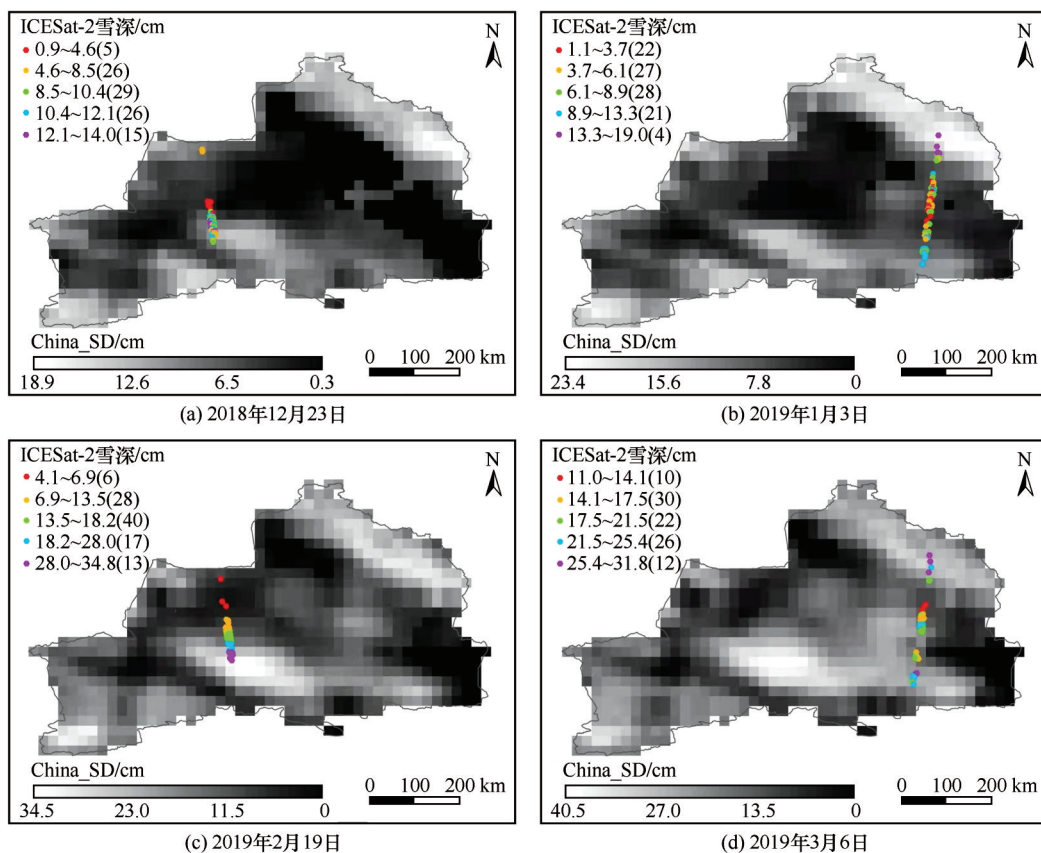 ICESat-2雪深/cm
0.9~4.6(5)
4.6~8.5(26)
8.5~10.4(29)
10.4~12.1(26)
12.1~14.0(15)
N
China_SD/cm
18.9 12.6 6.5 0.3
0 100 200 km
(a) 2018年12月23日
ICESat-2雪深/cm
1.1~3.7(22)
3.7~6.1(27)
6.1~8.9(28)
8.9~13.3(21)
13.3~19.0(4)
N
China_SD/cm
23.4 15.6 7.8 0
0 100 200 km
(b) 2019年1月3日
ICESat-2雪深/cm
4.1~6.9(6)
6.9~13.5(28)
13.5~18.2(40)
18.2~28.0(17)
28.0~34.8(13)
N
China_SD/cm
34.5 23.0 11.5 0
0 100 200 km
(c) 2019年2月19日
ICESat-2雪深/cm
11.0~14.1(10)
14.1~17.5(30)
17.5~21.5(22)
21.5~25.4(26)
25.4~31.8(12)
N
China_SD/cm
40.5 27.0 13.5 0
0 100 200 km
(d) 2019年3月6日